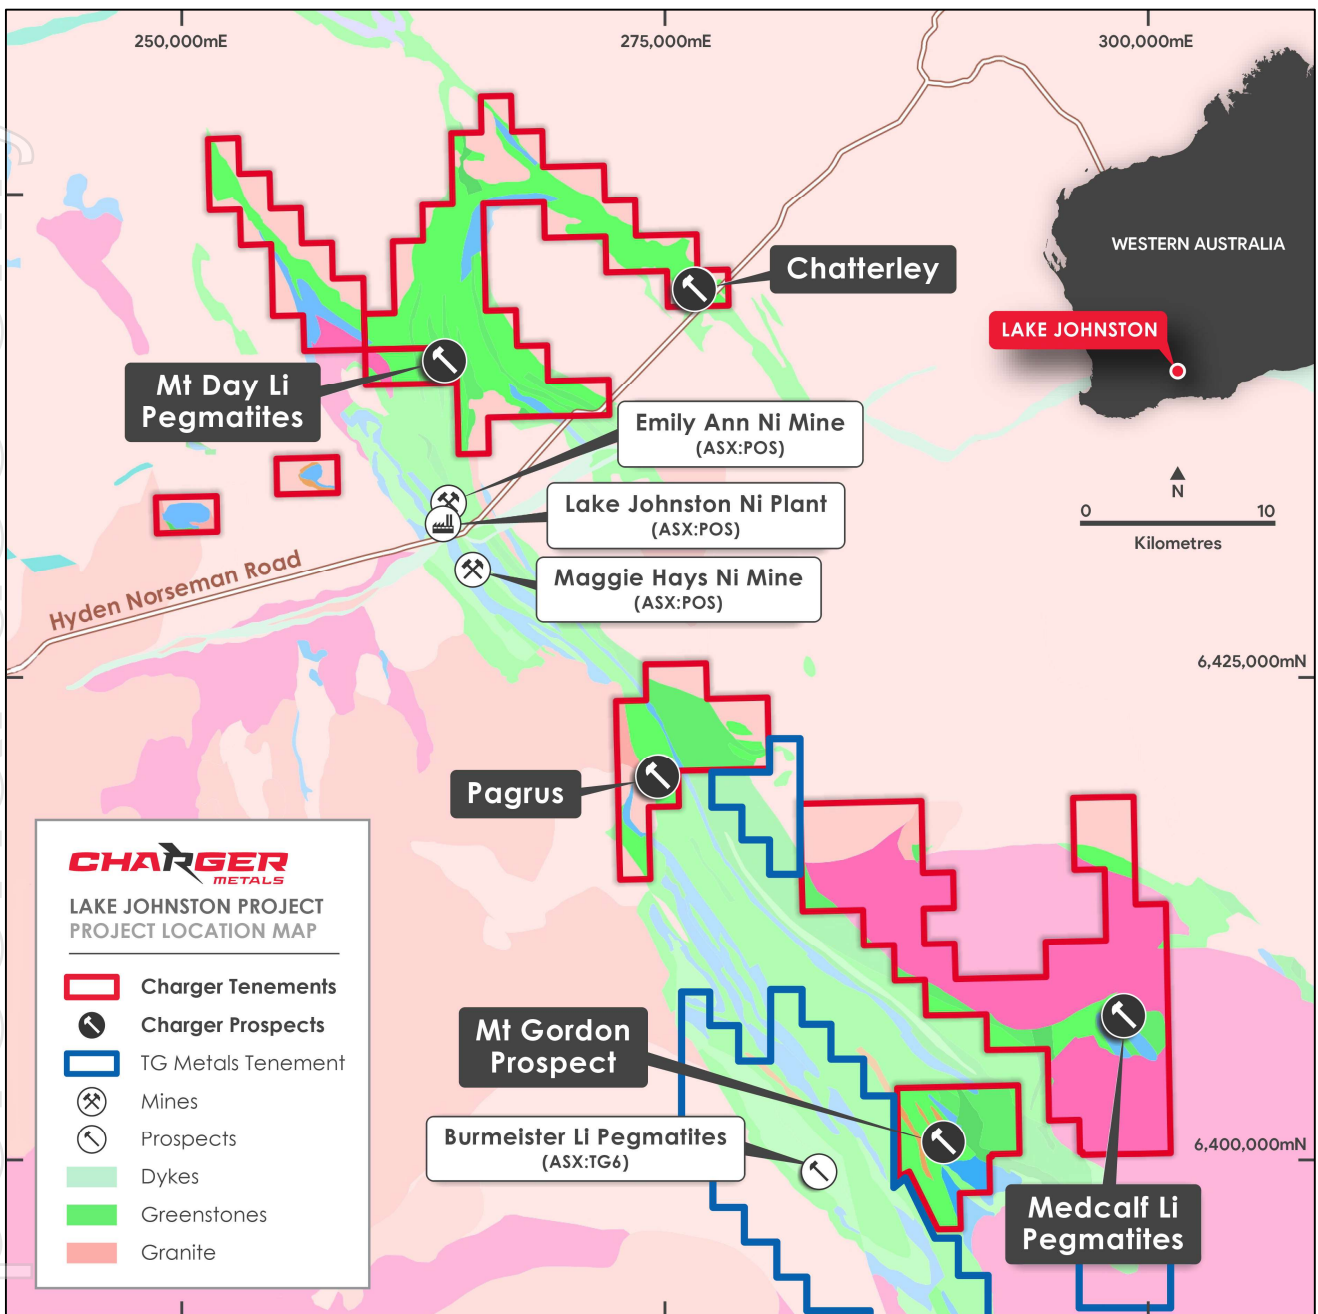 250,000mE
275,000mE
300,000mE
WESTERN AUSTRALIA
LAKE JOHNSTON
Chatterley
Mt Day Li
Pegmatites
Emily Ann Ni Mine
(ASX:POS)
Lake Johnston Ni Plant
(ASX:POS)
Maggie Hays Ni Mine
(ASX:POS)
N
0 10
Kilometres
Hyden Norseman Road
6,425,000mN
Pagrus
CHARGER
METALS
LAKE JOHNSTON PROJECT
PROJECT LOCATION MAP
Charger Tenements
Charger Prospects
TG Metals Tenement
Mines
Prospects
Dykes
Greenstones
Granite
Mt Gordon
Prospect
Burmeister Li Pegmatites
(ASX:TG6)
6,400,000mN
Medcalf Li
Pegmatites